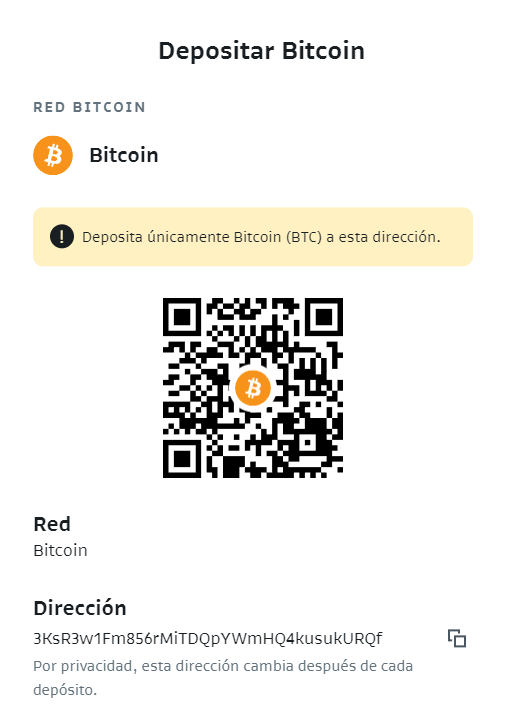 Depositar Bitcoin
RED BITCOIN
Bitcoin
Deposita únicamente Bitcoin (BTC) a esta dirección.
Red
Bitcoin
Dirección
3KsR3w1Fm856rMiTDQpYWmHQ4kusukURQf
Por privacidad, esta dirección cambia después de cada
depósito.